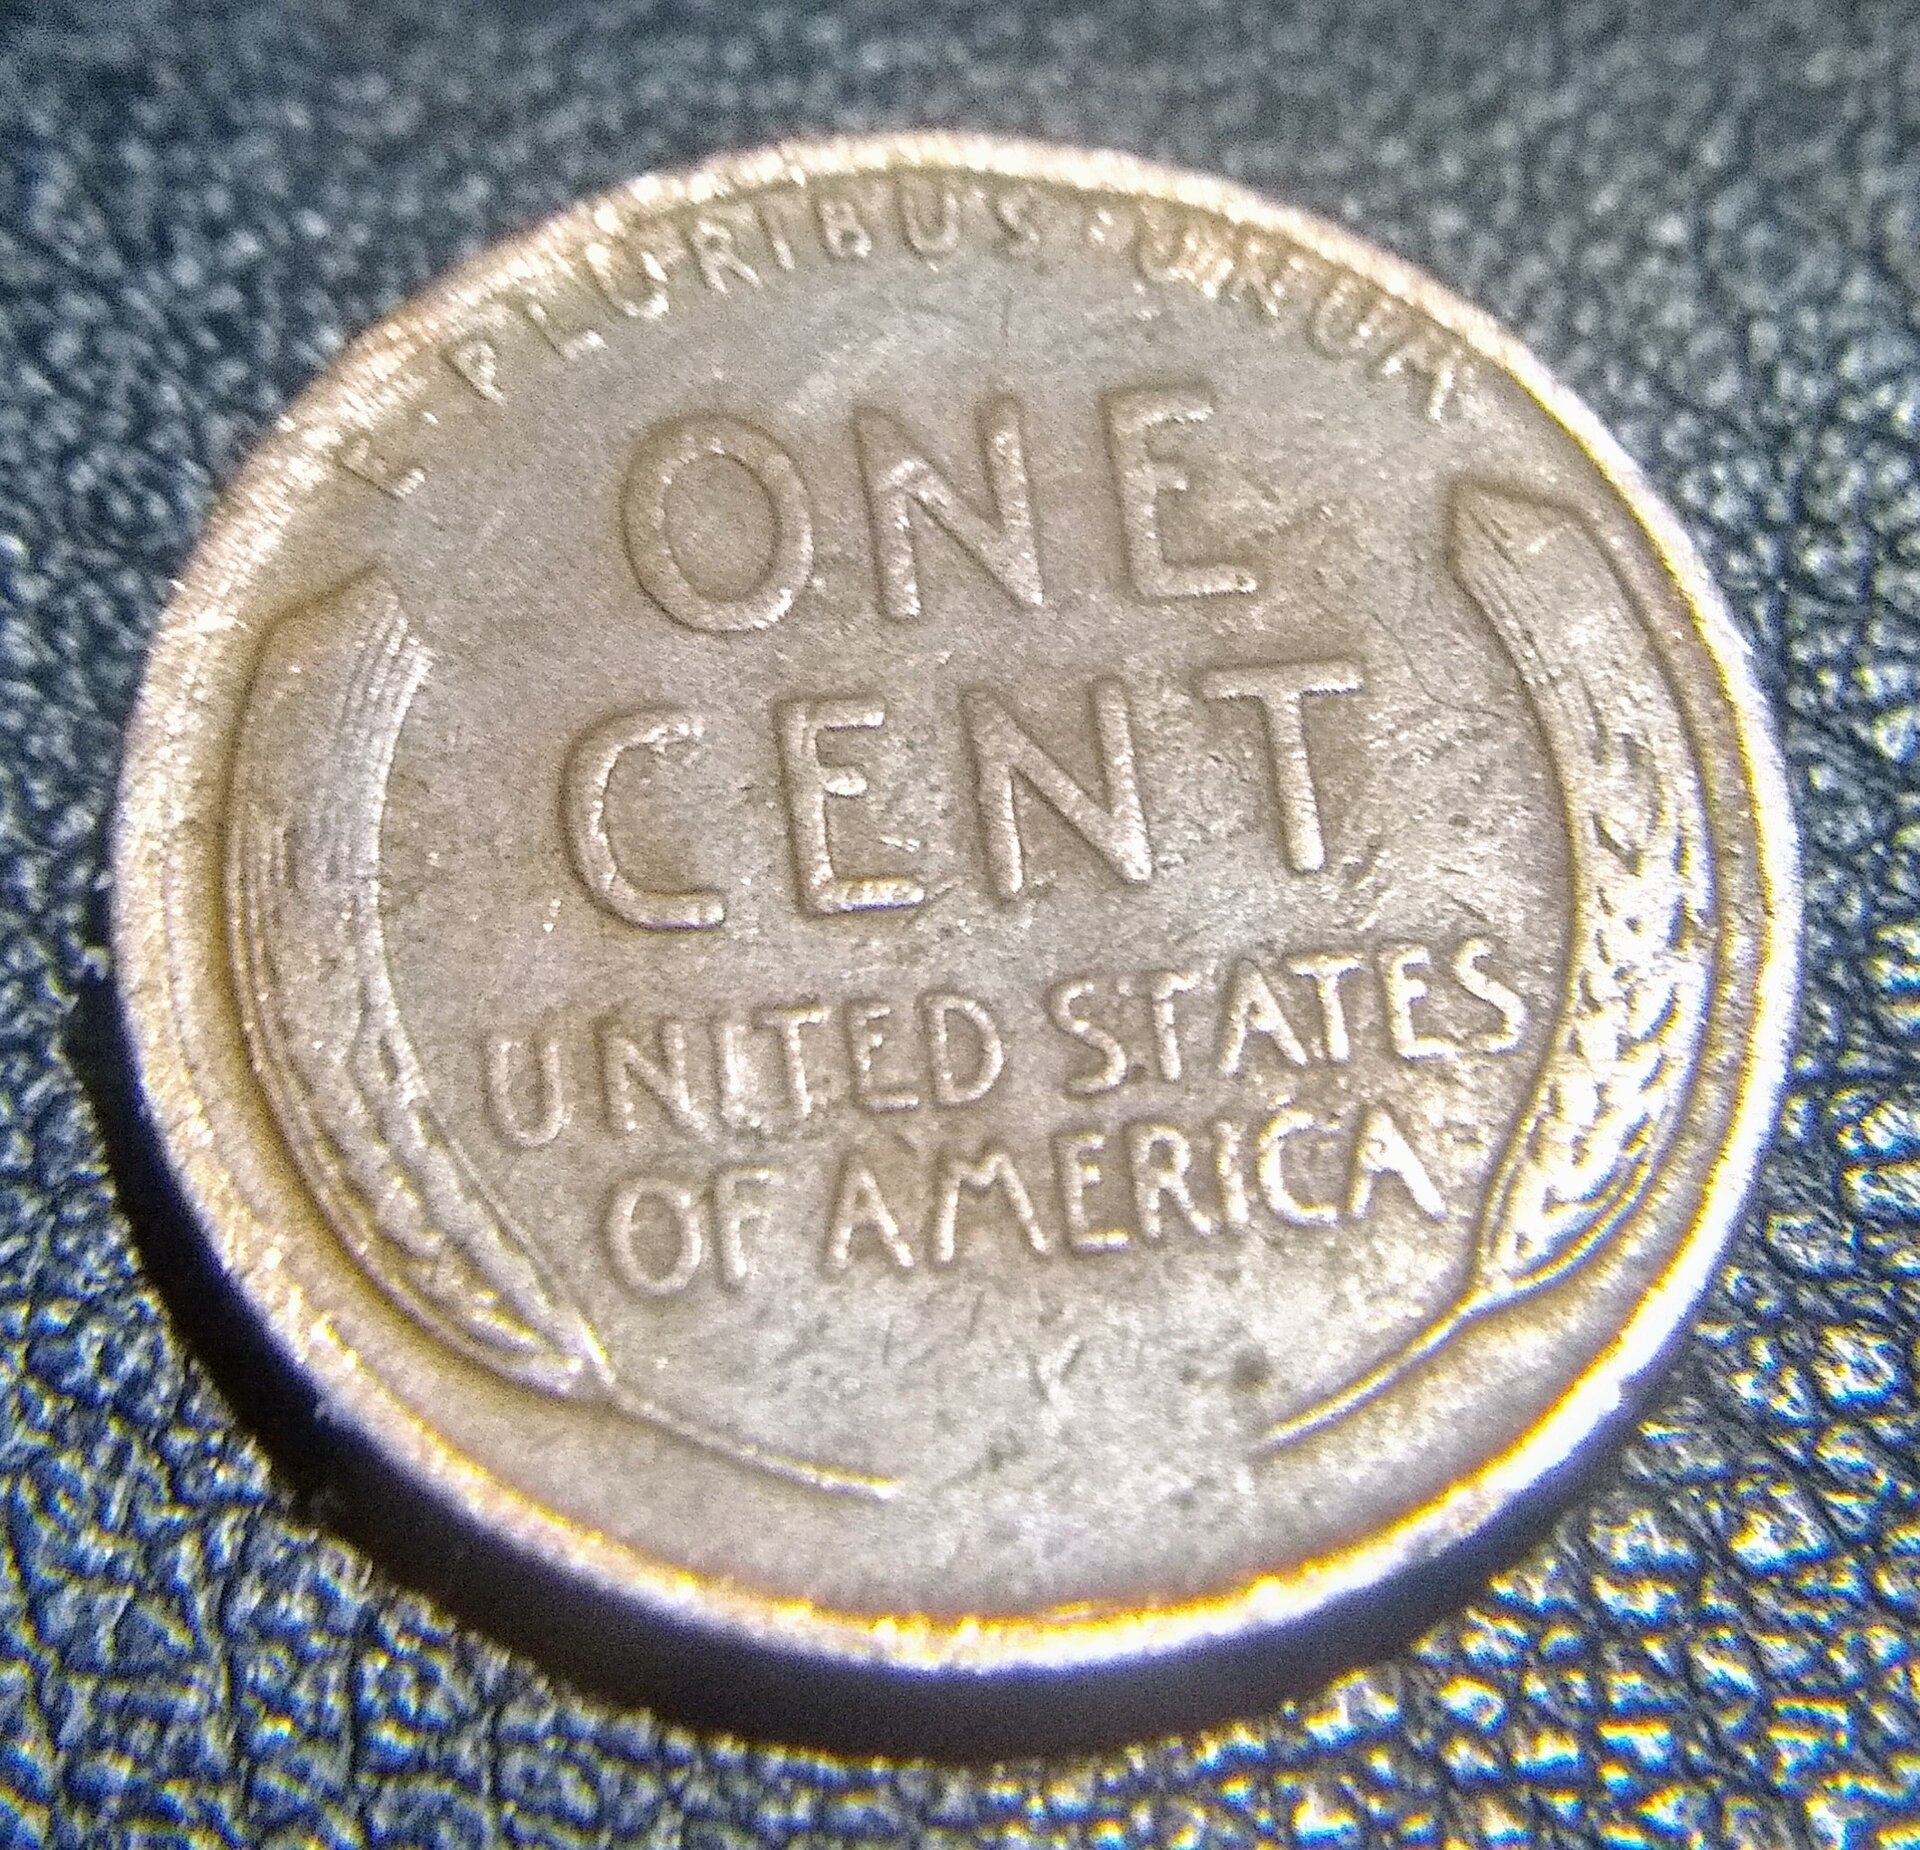 E·PLURIBUS·UNUM
ONE
CENT
UNITED STATES
OF AMERICA